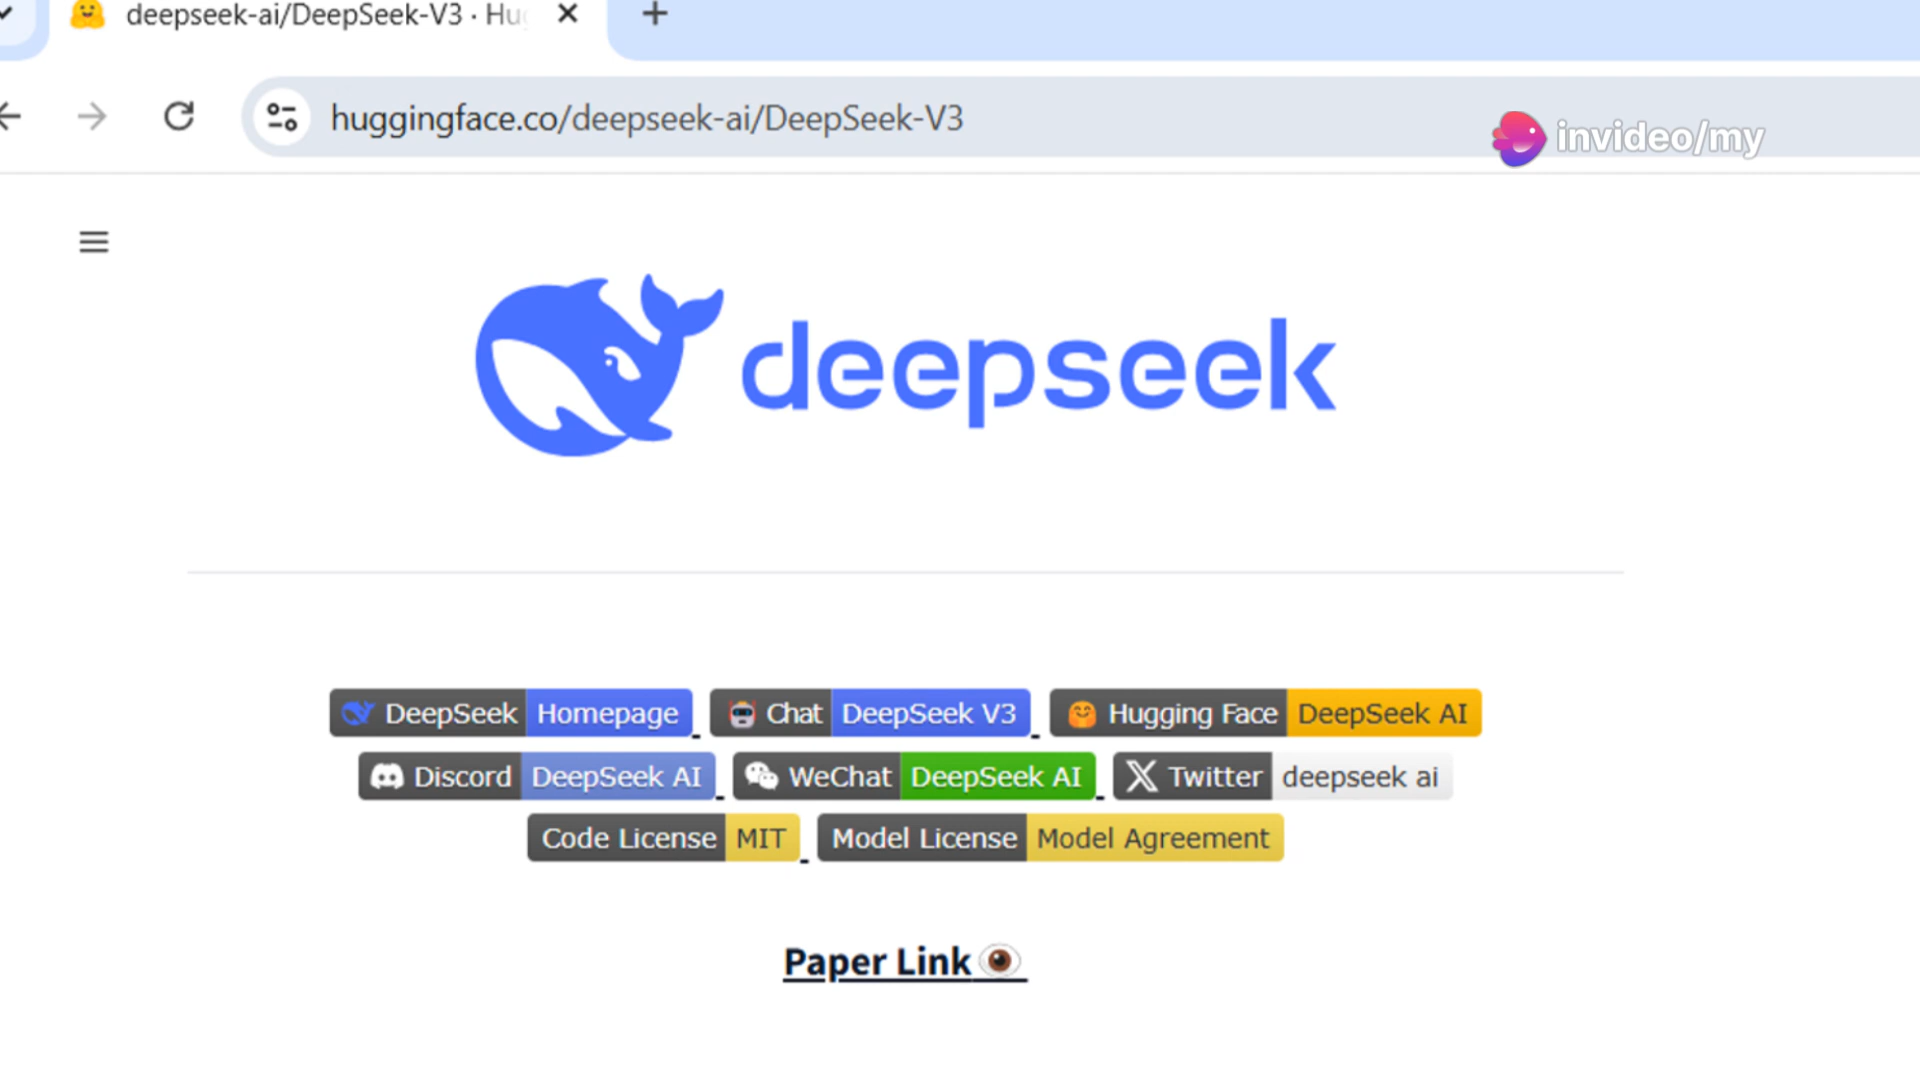 deepseek-ai/DeepSeek-V3 · Hu
huggingface.co/deepseek-ai/DeepSeek-V3
invideo/my
deepseek
DeepSeek Homepage Chat DeepSeek V3 Hugging Face DeepSeek AI
Discord DeepSeek AI WeChat DeepSeek AI Twitter deepseek ai
Code License MIT Model License Model Agreement
Paper Link